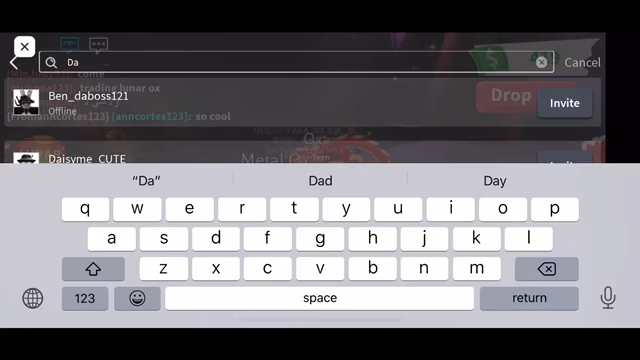 Da
Cancel
come
trading lunar ox
Ben_daboss121
Offline
Drop
Invite
[anncortes123]: so cool
Daisyme_CUTE
Metal
"Da" Dad Day
q w e r t y u i o p
a s d f g h j k l
z x c v b n m
123 space return